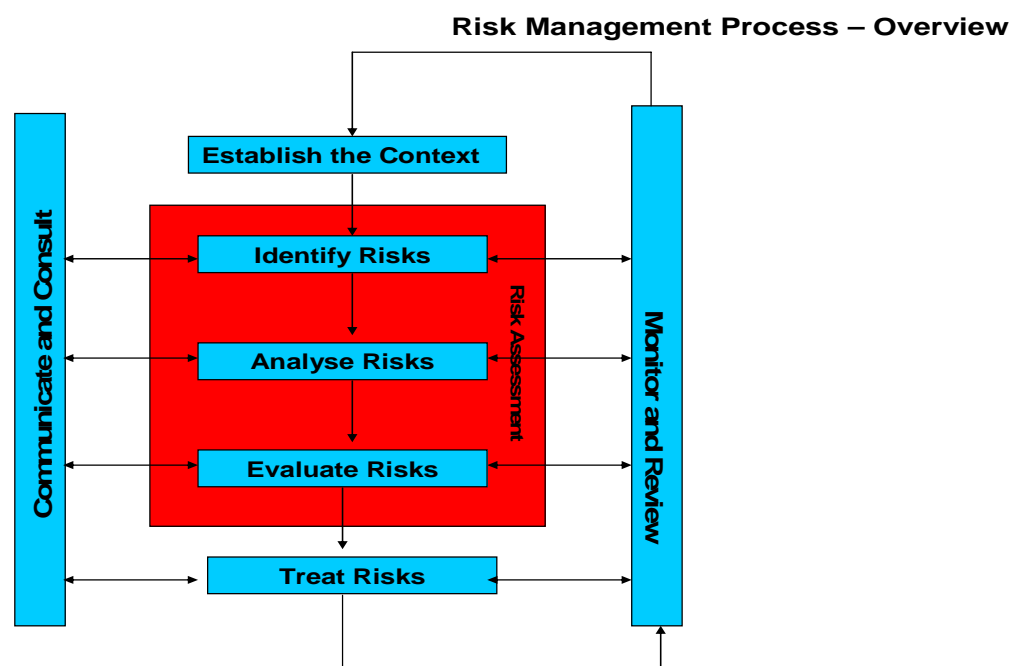 Risk Management Process – Overview
Establish the Context
Communicate and Consult
Identify Risks
Risk Assessment
Analyse Risks
Monitor and Review
Evaluate Risks
Treat Risks